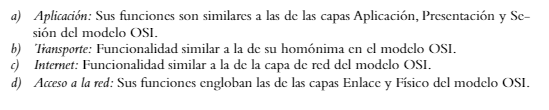 a) Aplicación: Sus funciones son similares a las de las capas Aplicación, Presentación y Se-
sión del modelo OSI.
b) Transporte: Funcionalidad similar a la de su homónima en el modelo OSI.
c) Internet: Funcionalidad similar a la de la capa de red del modelo OSI.
d) Acceso a la red: Sus funciones engloban las de las capas Enlace y Físico del modelo OSI.